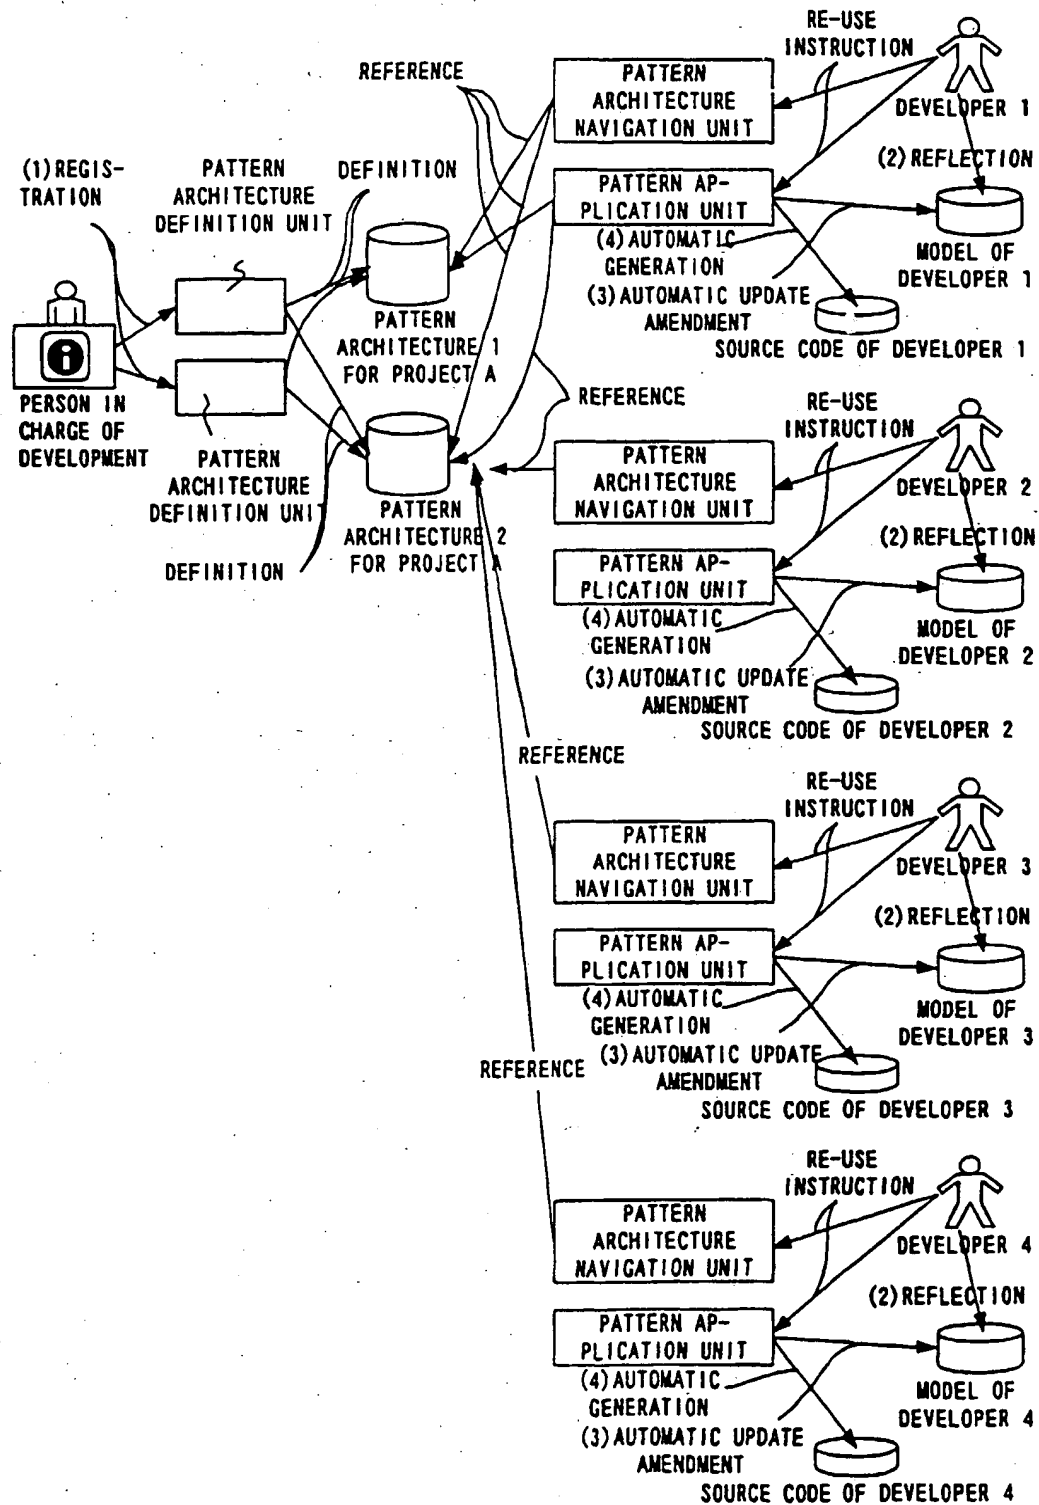 RE-USE
INSTRUCTION
REFERENCE
PATTERN
ARCHITECTURE
NAVIGATION UNIT
DEVELOPER 1
(1)REGIS-
TRATION
PATTERN
ARCHITECTURE
DEFINITION UNIT
DEFINITION
PATTERN AP-
PLICATION UNIT
(2)REFLECTION
(4)AUTOMATIC
GENERATION
MODEL OF
DEVELOPER 1
(3)AUTOMATIC UPDATE
AMENDMENT
SOURCE CODE OF DEVELOPER 1
PATTERN
ARCHITECTURE 1
FOR PROJECT A
PERSON IN
CHARGE OF
DEVELOPMENT
PATTERN
ARCHITECTURE
DEFINITION UNIT
DEFINITION
PATTERN
ARCHITECTURE 2
FOR PROJECT A
REFERENCE
RE-USE
INSTRUCTION
PATTERN
ARCHITECTURE
NAVIGATION UNIT
DEVELOPER 2
(2)REFLECTION
PATTERN AP-
PLICATION UNIT
(4)AUTOMATIC
GENERATION
MODEL OF
DEVELOPER 2
(3)AUTOMATIC UPDATE
AMENDMENT
SOURCE CODE OF DEVELOPER 2
REFERENCE
RE-USE
INSTRUCTION
PATTERN
ARCHITECTURE
NAVIGATION UNIT
DEVELOPER 3
(2)REFLECTION
PATTERN AP-
PLICATION UNIT
(4)AUTOMATIC
GENERATION
MODEL OF
DEVELOPER 3
REFERENCE
(3)AUTOMATIC UPDATE
AMENDMENT
SOURCE CODE OF DEVELOPER 3
RE-USE
INSTRUCTION
PATTERN
ARCHITECTURE
NAVIGATION UNIT
DEVELOPER 4
(2)REFLECTION
PATTERN AP-
PLICATION UNIT
(4)AUTOMATIC
GENERATION
MODEL OF
DEVELOPER 4
(3)AUTOMATIC UPDATE
AMENDMENT
SOURCE CODE OF DEVELOPER 4